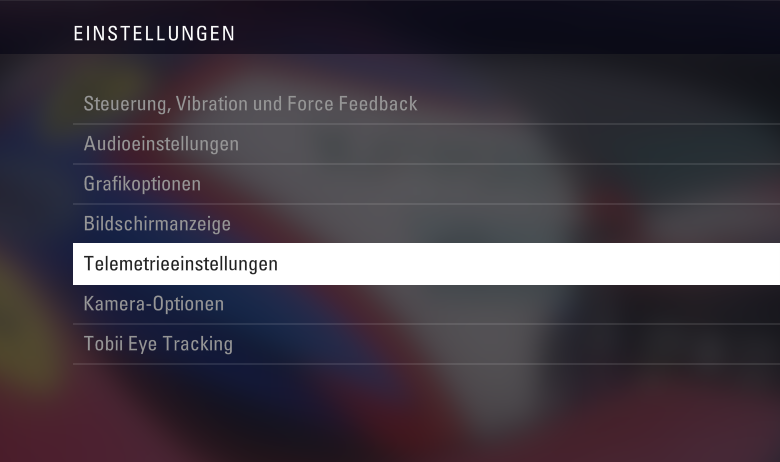 EINSTELLUNGEN
Steuerung, Vibration und Force Feedback
Audioeinstellungen
Grafikoptionen
Bildschirmanzeige
Telemetrieeinstellungen
Kamera-Optionen
Tobii Eye Tracking